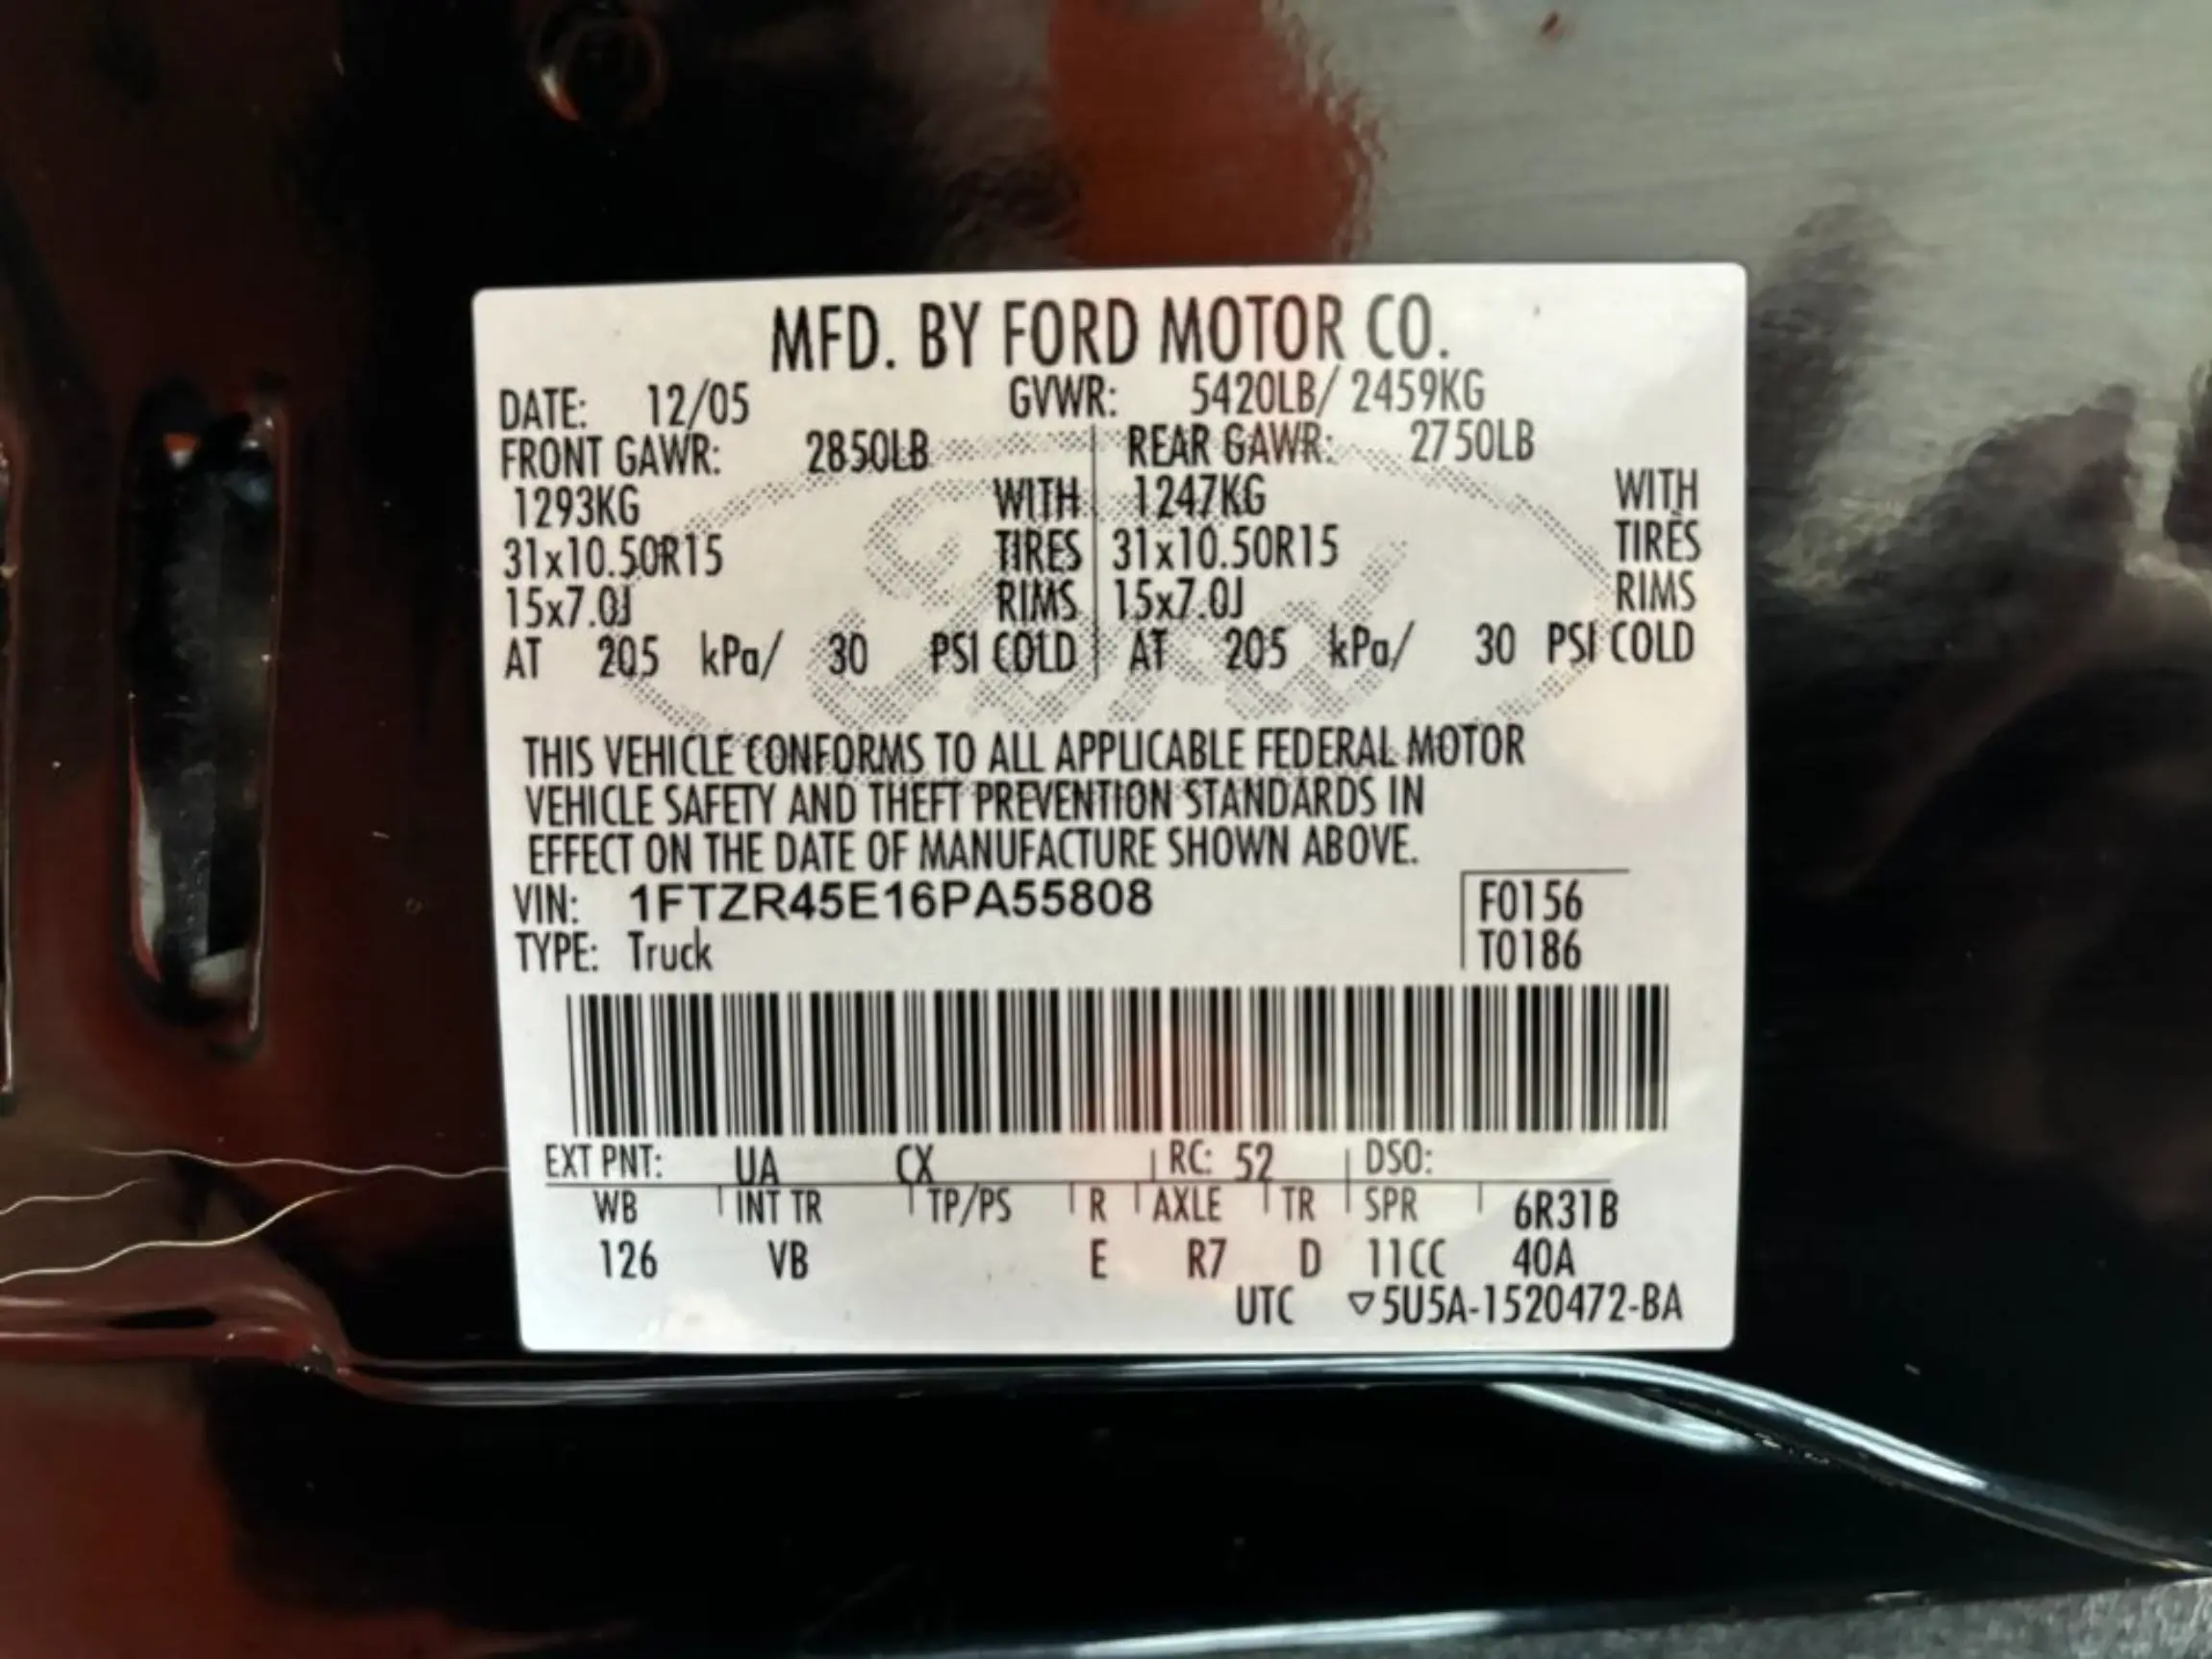 MFD. BY FORD MOTOR CO.
DATE: 12/05 GVWR: 5420LB/ 2459KG
FRONT GAWR: 2850LB REAR GAWR: 2750LB
1293KG WITH 1247KG WITH
31x10.50R15 TIRES 31x10.50R15 TIRES
15x7.0J RIMS 15x7.0J RIMS
AT 205 kPa/ 30 PSI COLD AT 205 kPa/ 30 PSI COLD
Ford
THIS VEHICLE CONFORMS TO ALL APPLICABLE FEDERAL MOTOR
VEHICLE SAFETY AND THEFT PREVENTION STANDARDS IN
EFFECT ON THE DATE OF MANUFACTURE SHOWN ABOVE.
VIN: 1FTZR45E16PA55808 F0156
TYPE: Truck T0186
EXT PNT: UA CX RC: 52 DSO:
WB INT TR TP/PS R AXLE TR SPR 6R31B
126 VB E R7 D 11CC 40A
UTC ▽5U5A-1520472-BA